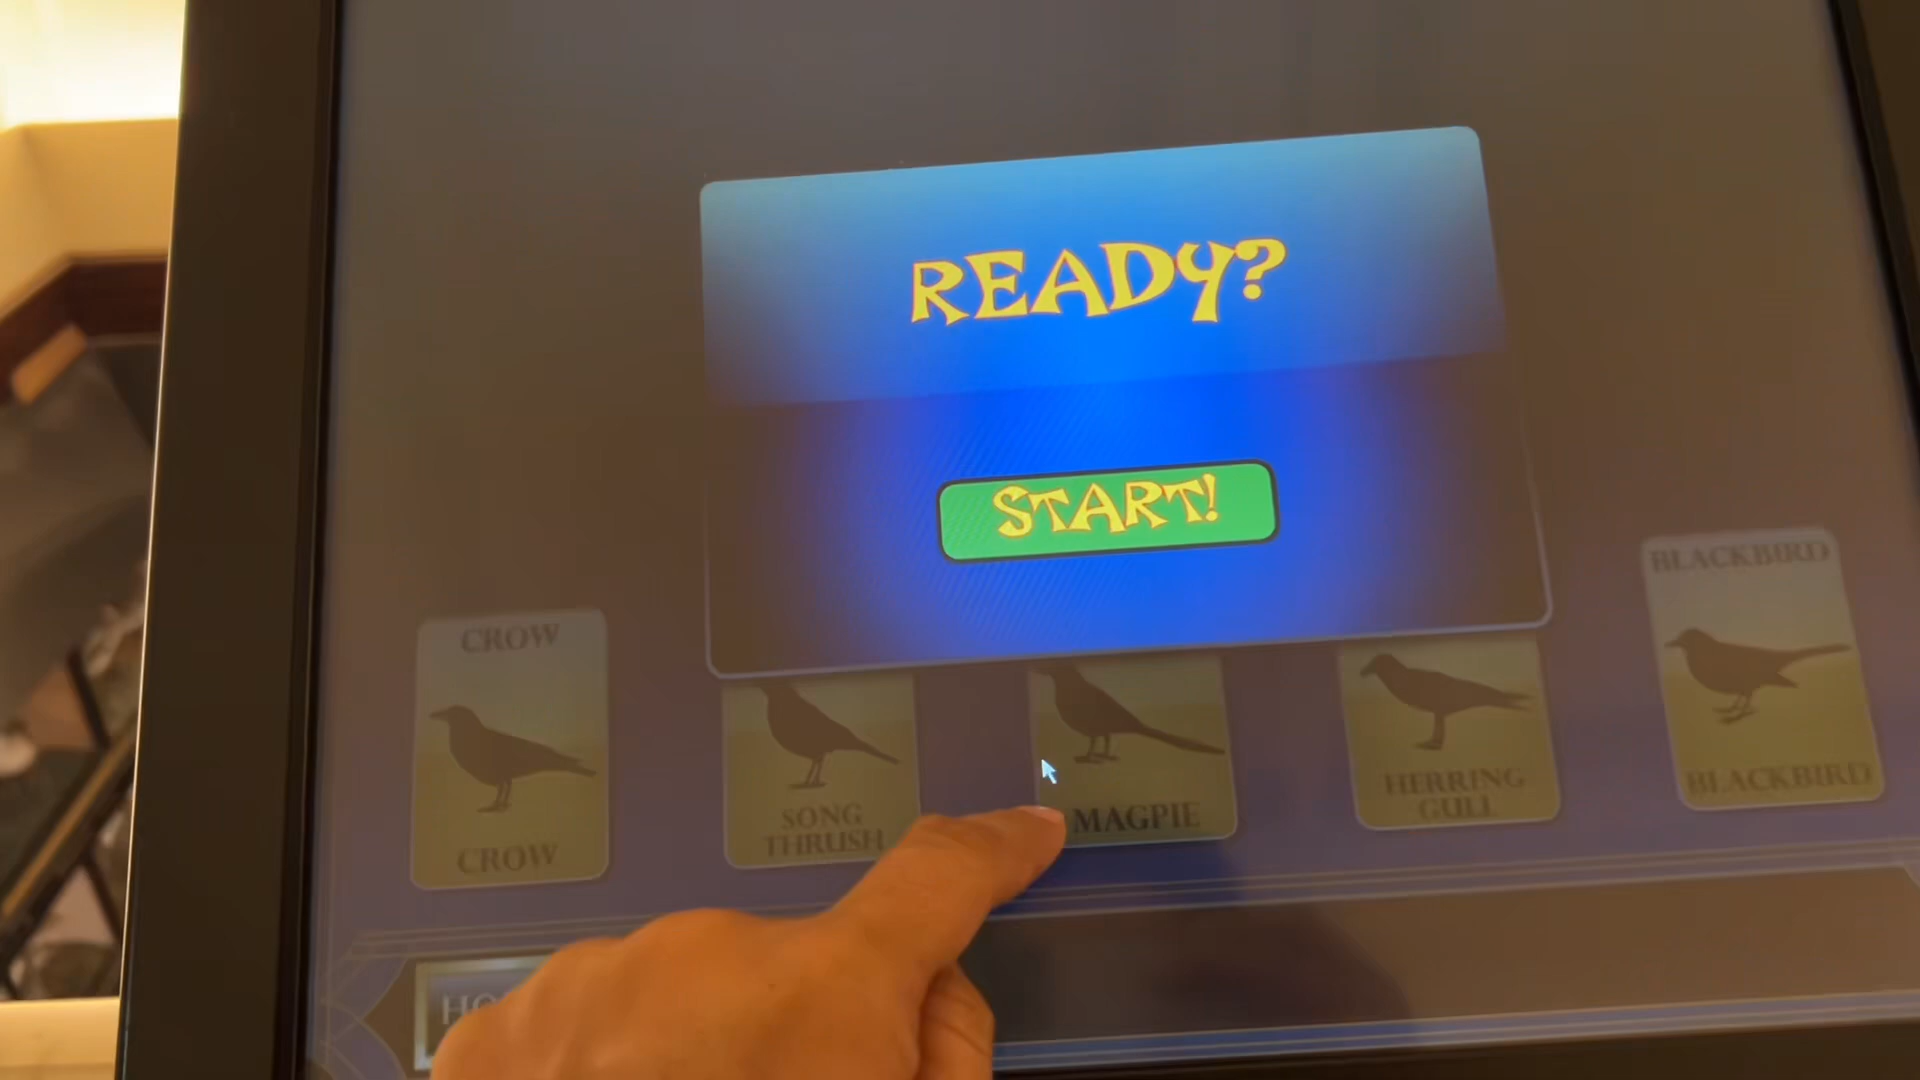 READY?
START!
CROW
CROW
SONG
THRUSH
MAGPIE
HERRING
GULL
BLACKBIRD
BLACKBIRD